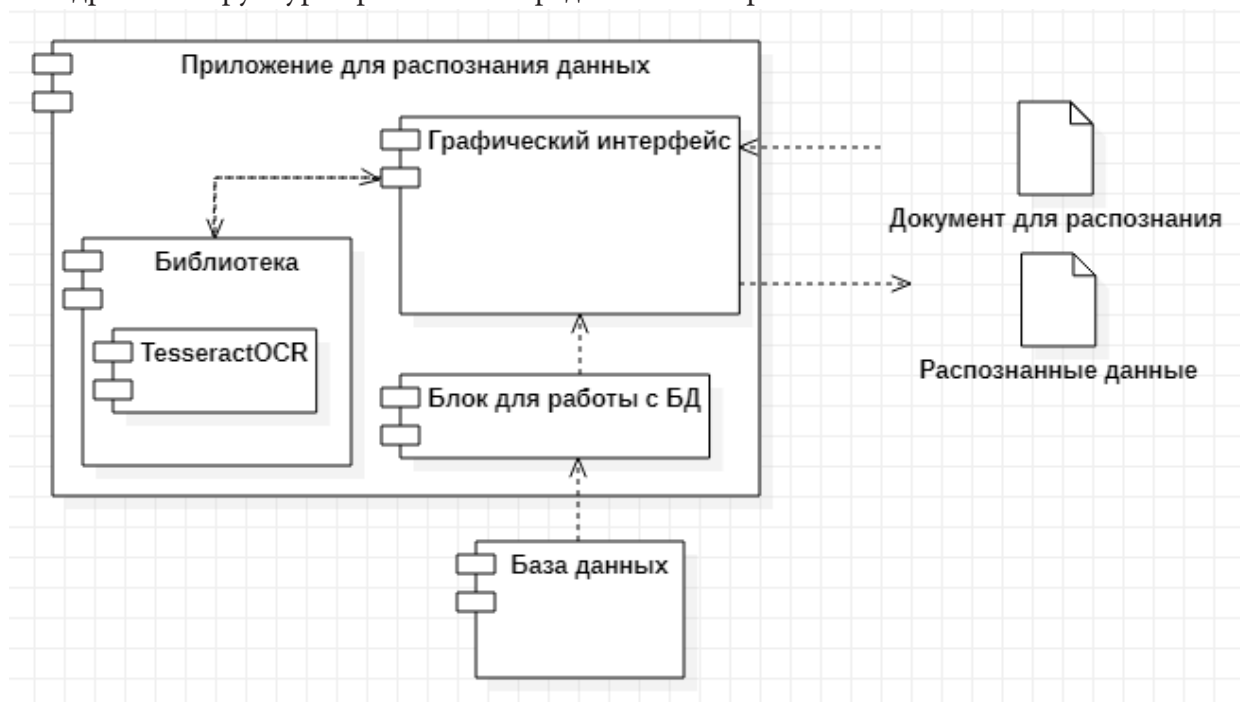 Приложение для распознания данных
Графический интерфейс
Документ для распознания
Библиотека
TesseractOCR
Распознанные данные
Блок для работы с БД
База данных